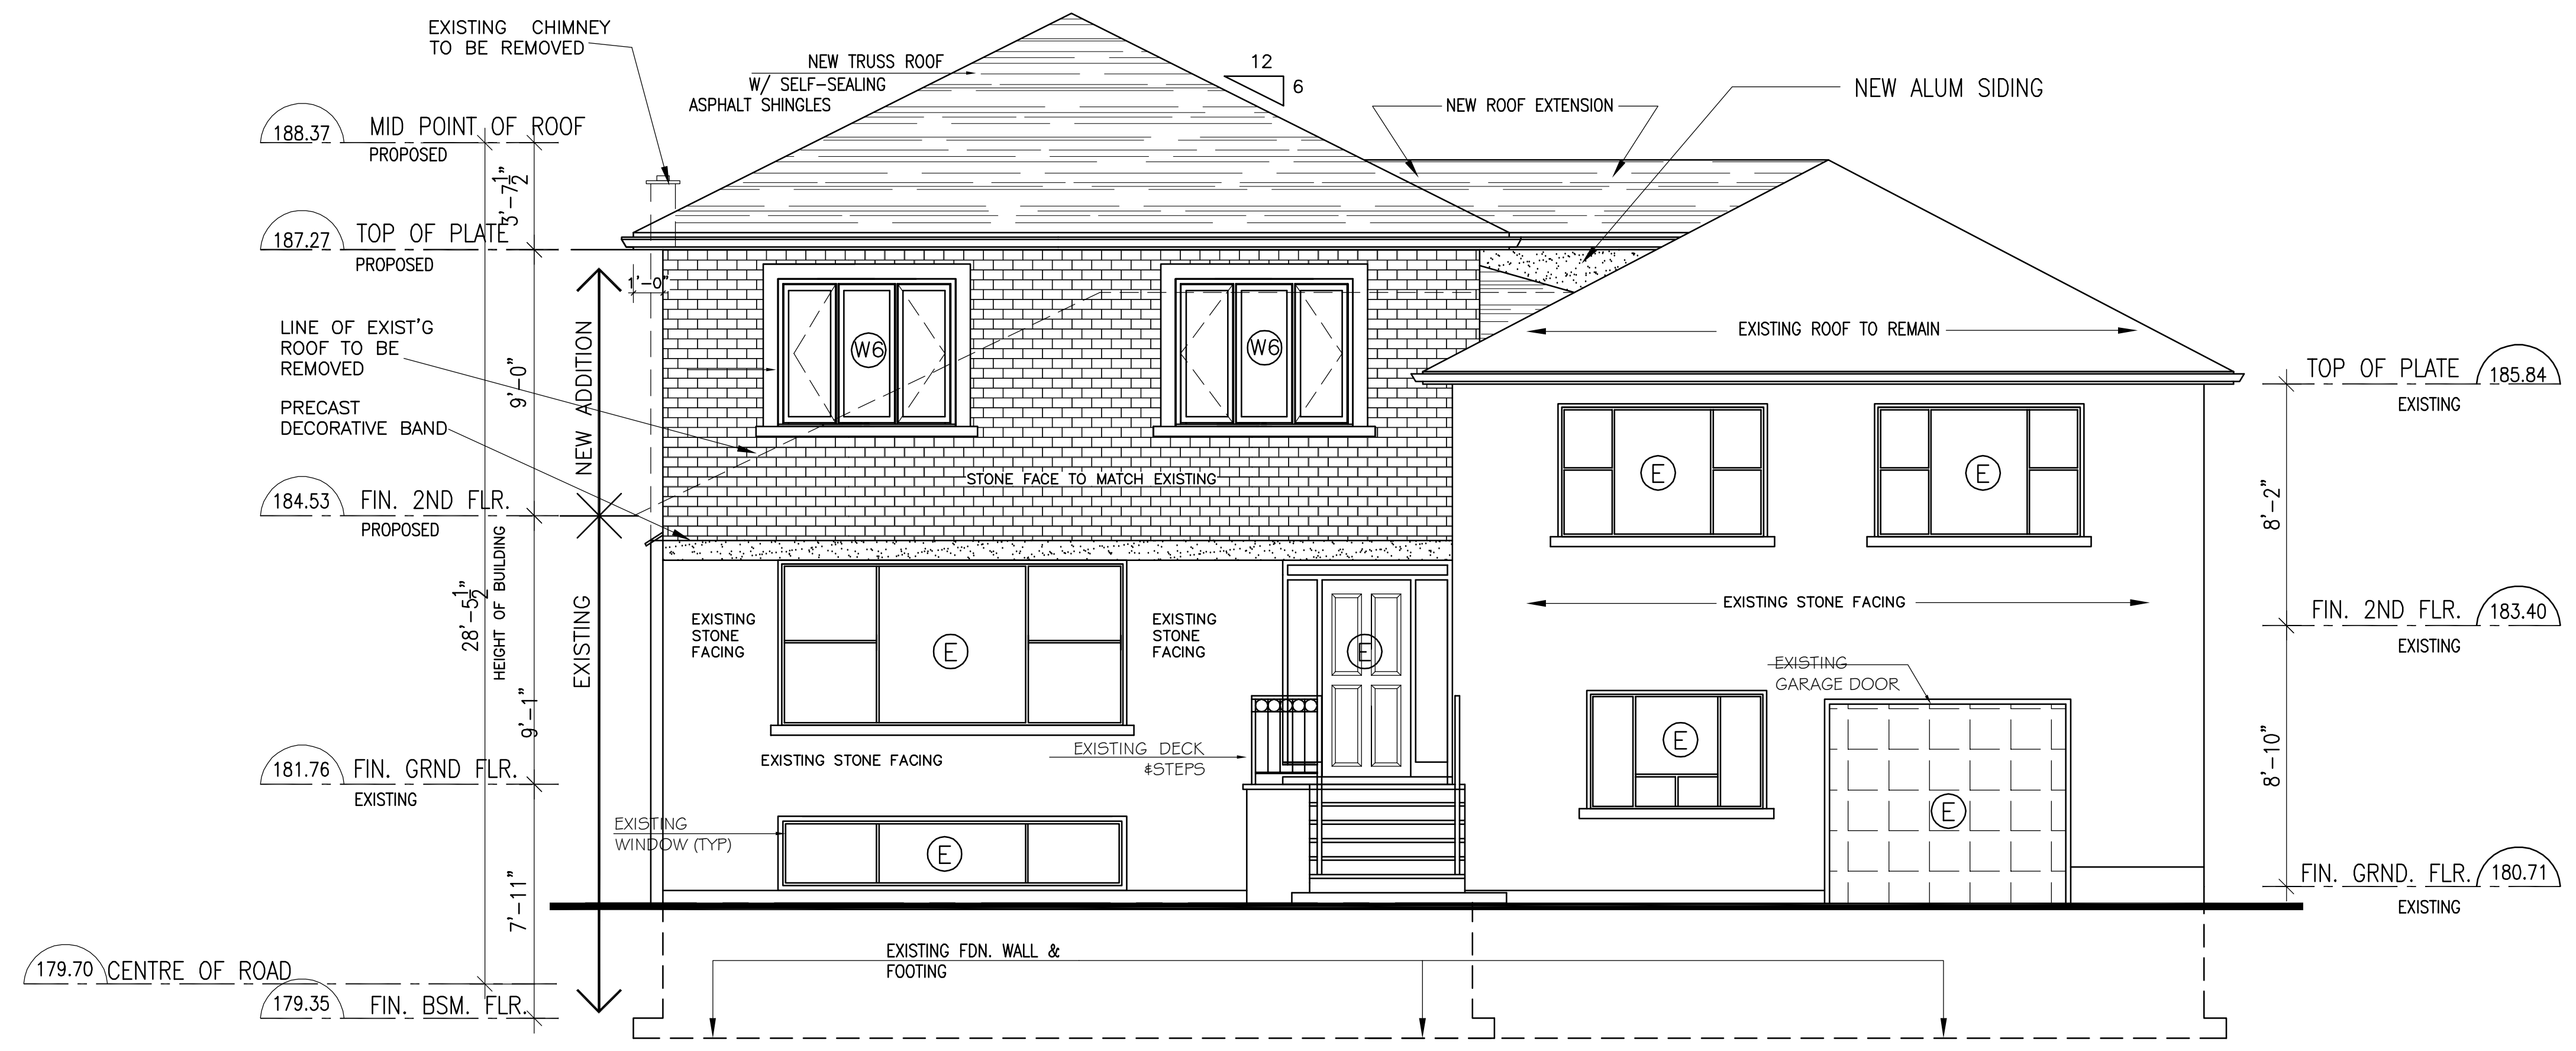 EXISTING CHIMNEY
TO BE REMOVED
NEW TRUSS ROOF
W/ SELF-SEALING
ASPHALT SHINGLES
12
6
NEW ROOF EXTENSION
NEW ALUM SIDING
188.37 MID POINT OF ROOF
PROPOSED
3'-7 1/2"
187.27 TOP OF PLATE
PROPOSED
1'-0"
LINE OF EXIST'G
ROOF TO BE
REMOVED
PRECAST
DECORATIVE BAND
9'-0"
NEW ADDITION
W6
W6
STONE FACE TO MATCH EXISTING
EXISTING ROOF TO REMAIN
TOP OF PLATE 185.84
EXISTING
E
E
8'-2"
184.53 FIN. 2ND FLR.
PROPOSED
28'-5 1/2"
HEIGHT OF BUILDING
9'-1"
EXISTING
EXISTING
STONE
FACING
E
EXISTING
STONE
FACING
E
EXISTING STONE FACING
FIN. 2ND FLR. 183.40
EXISTING
EXISTING
GARAGE DOOR
E
8'-10"
EXISTING STONE FACING
EXISTING DECK
&STEPS
181.76 FIN. GRND FLR.
EXISTING
EXISTING
WINDOW (TYP)
E
E
7'-11"
FIN. GRND. FLR. 180.71
EXISTING
EXISTING FDN. WALL &
FOOTING
179.70 CENTRE OF ROAD
179.35 FIN. BSM. FLR.